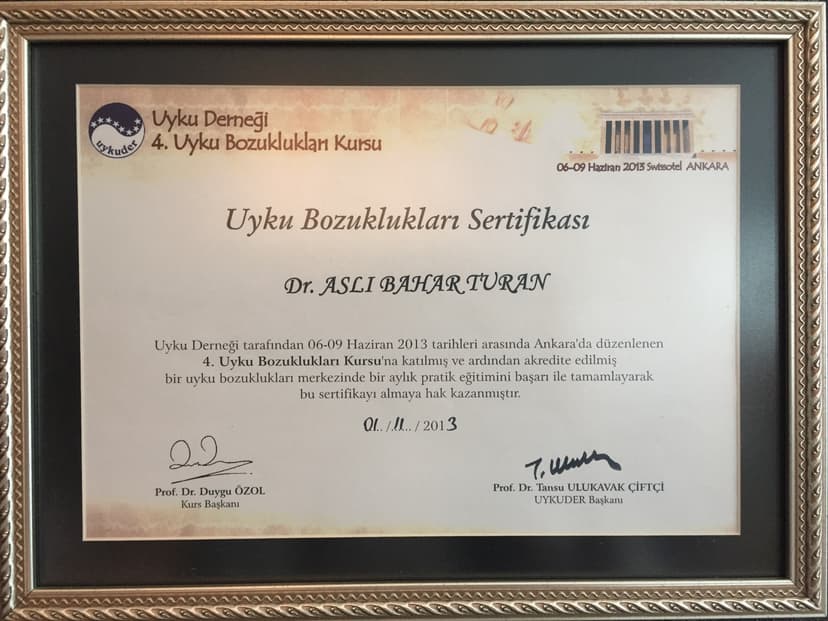 uykuder
Uyku Derneği
4. Uyku Bozuklukları Kursu
06-09 Haziran 2013 Swissotel ANKARA
Uyku Bozuklukları Sertifikası
Dr. ASLI BAHAR TURAN
Uyku Derneği tarafından 06-09 Haziran 2013 tarihleri arasında Ankara'da düzenlenen
4. Uyku Bozuklukları Kursu'na katılmış ve ardından akredite edilmiş
bir uyku bozuklukları merkezinde bir aylık pratik eğitimini başarı ile tamamlayarak
bu sertifikayı almaya hak kazanmıştır.
01../.11.. / 2013
T. Ulukav
Prof. Dr. Duygu ÖZOL
Kurs Başkanı
Prof. Dr. Tansu ULUKAVAK ÇİFTÇİ
UYKUDER Başkanı